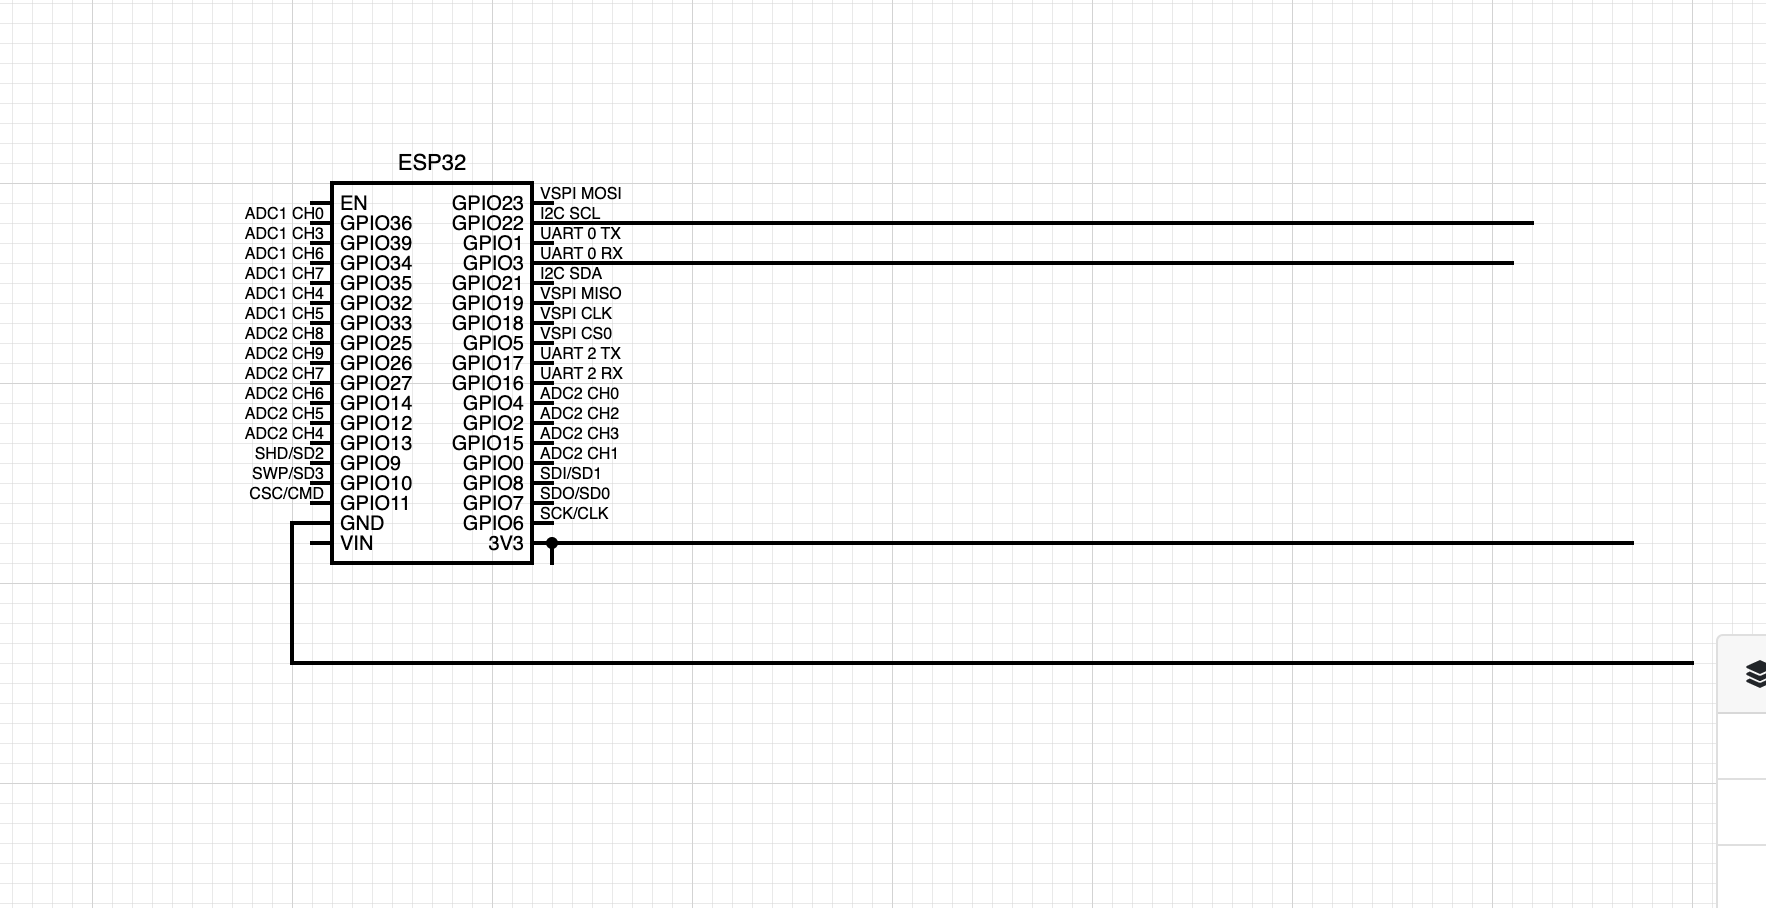 ESP32
EN GPIO23 VSPI MOSI
ADC1 CH0 GPIO36 GPIO22 I2C SCL
ADC1 CH3 GPIO39 GPIO1 UART 0 TX
ADC1 CH6 GPIO34 GPIO3 UART 0 RX
ADC1 CH7 GPIO35 GPIO21 I2C SDA
ADC1 CH4 GPIO32 GPIO19 VSPI MISO
ADC1 CH5 GPIO33 GPIO18 VSPI CLK
ADC2 CH8 GPIO25 GPIO5 VSPI CS0
ADC2 CH9 GPIO26 GPIO17 UART 2 TX
ADC2 CH7 GPIO27 GPIO16 UART 2 RX
ADC2 CH6 GPIO14 GPIO4 ADC2 CH0
ADC2 CH5 GPIO12 GPIO2 ADC2 CH2
ADC2 CH4 GPIO13 GPIO15 ADC2 CH3
SHD/SD2 GPIO9 GPIO0 ADC2 CH1
SWP/SD3 GPIO10 GPIO8 SDI/SD1
CSC/CMD GPIO11 GPIO7 SDO/SD0
GND GPIO6 SCK/CLK
VIN 3V3